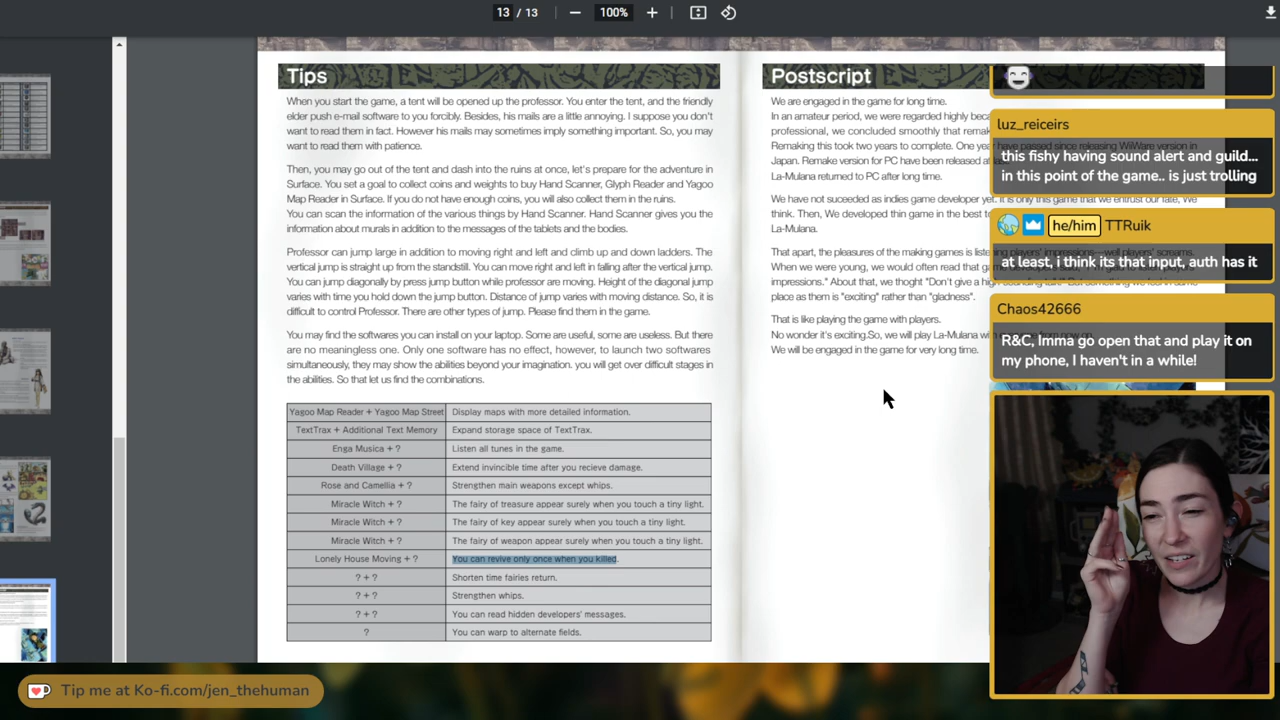 13 / 13
100%
Tips
When you start the game, a tent will be opened up the professor. You enter the tent, and the friendly
elder push e-mail software to you forcibly. Besides, his mails are a little annoying. I suppose you don't
want to read them in fact. However his mails may sometimes imply something important. So, you may
want to read them with patience.
Then, you may go out of the tent and dash into the ruins at once, let's prepare for the adventure in
Surface. You set a goal to collect coins and weights to buy Hand Scanner, Glyph Reader and Yagoo
Map Reader in Surface. If you do not have enough coins, you will also collect them in the ruins.
You can scan the information of the various things by Hand Scanner. Hand Scanner gives you the
information about murals in addition to the messages of the tablets and the bodies.
Professor can jump large in addition to moving right and left and climb up and down ladders. The
vertical jump is straight up from the standstill. You can move right and left in falling after the vertical jump.
You can jump diagonally by press jump button while professor are moving. Height of the diagonal jump
varies with time you hold down the jump button. Distance of jump varies with moving distance. So, it is
difficult to control Professor. There are other types of jump. Please find them in the game.
You may find the softwares you can install on your laptop. Some are useful, some are useless. But there
are no meaningless one. Only one software has no effect, however, to launch two softwares
simultaneously, they may show the abilities beyond your imagination. you will get over difficult stages in
the abilities. So that let us find the combinations.
Yagoo Map Reader + Yagoo Map Street Display maps with more detailed information.
TextTrax + Additional Text Memory Expand storage space of TextTrax.
Enga Musica + ? Listen all tunes in the game.
Death Village + ? Extend invincible time after you recieve damage.
Rose and Camellia + ? Strengthen main weapons except whips.
Miracle Witch + ? The fairy of treasure appear surely when you touch a tiny light.
Miracle Witch + ? The fairy of key appear surely when you touch a tiny light.
Miracle Witch + ? The fairy of weapon appear surely when you touch a tiny light.
Lonely House Moving + ? You can revive only once when you killed.
? + ? Shorten time fairies return.
? + ? Strengthen whips.
? + ? You can read hidden developers' messages.
? You can warp to alternate fields.
Postscript
We are engaged in the game for long time.
In an amateur period, we were regarded highly
professional, we concluded smoothly that
Remaking this took two years to complete. One year have passed since releasing WiiWare version in
Japan. Remake version for PC have been released
La-Mulana returned to PC after long time.
We have not suceeded as indies game developer yet. It is only this game that we entrust our fate, We
think. Then, We developed thin game in the best
La-Mulana.
That apart, the pleasures of the making games is listening players' impressions---well players' screams.
When we were young, we would often read that
impressions." About that, we thoght "Don't give a
place as them is "exciting" rather than "gladness".
That is like playing the game with players.
No wonder it's exciting.So, we will play La-Mulana
We will be engaged in the game for very long time.
luz_reiceirs
this fishy having sound alert and guild...
in this point of the game.. is just trolling
he/him TTRuik
at least, i think its that input, auth has it
Chaos42666
R&C, Imma go open that and play it on
my phone, I haven't in a while!
Tip me at Ko-fi.com/jen_thehuman